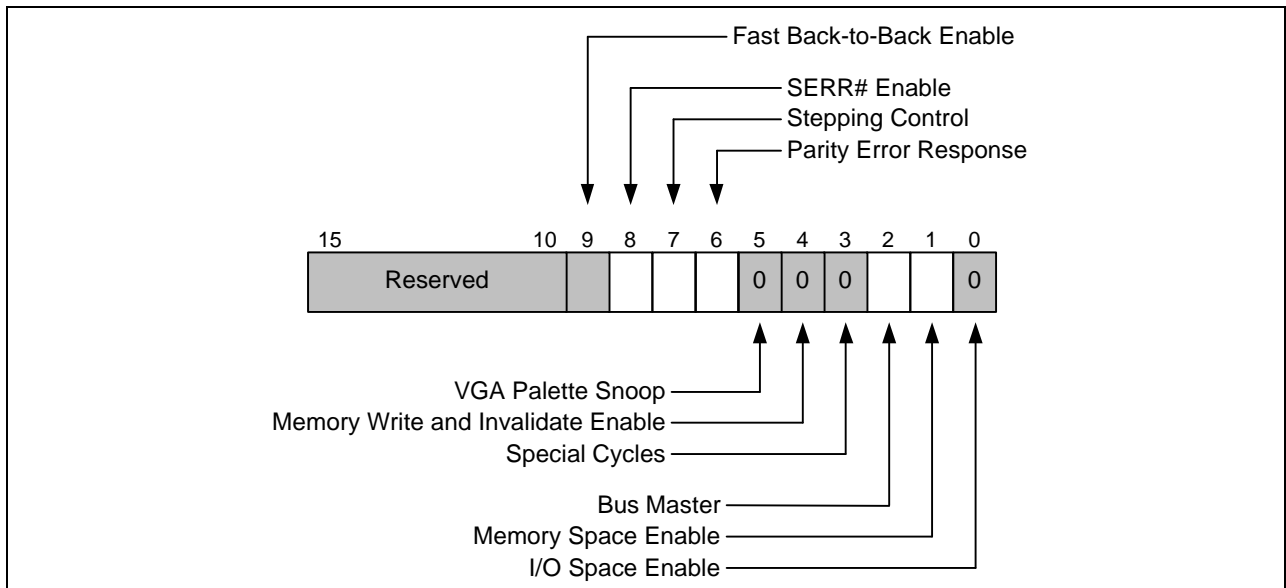 Fast Back-to-Back Enable
SERR# Enable
Stepping Control
Parity Error Response
15 10 9 8 7 6 5 4 3 2 1 0
Reserved 0 0 0 0
VGA Palette Snoop
Memory Write and Invalidate Enable
Special Cycles
Bus Master
Memory Space Enable
I/O Space Enable